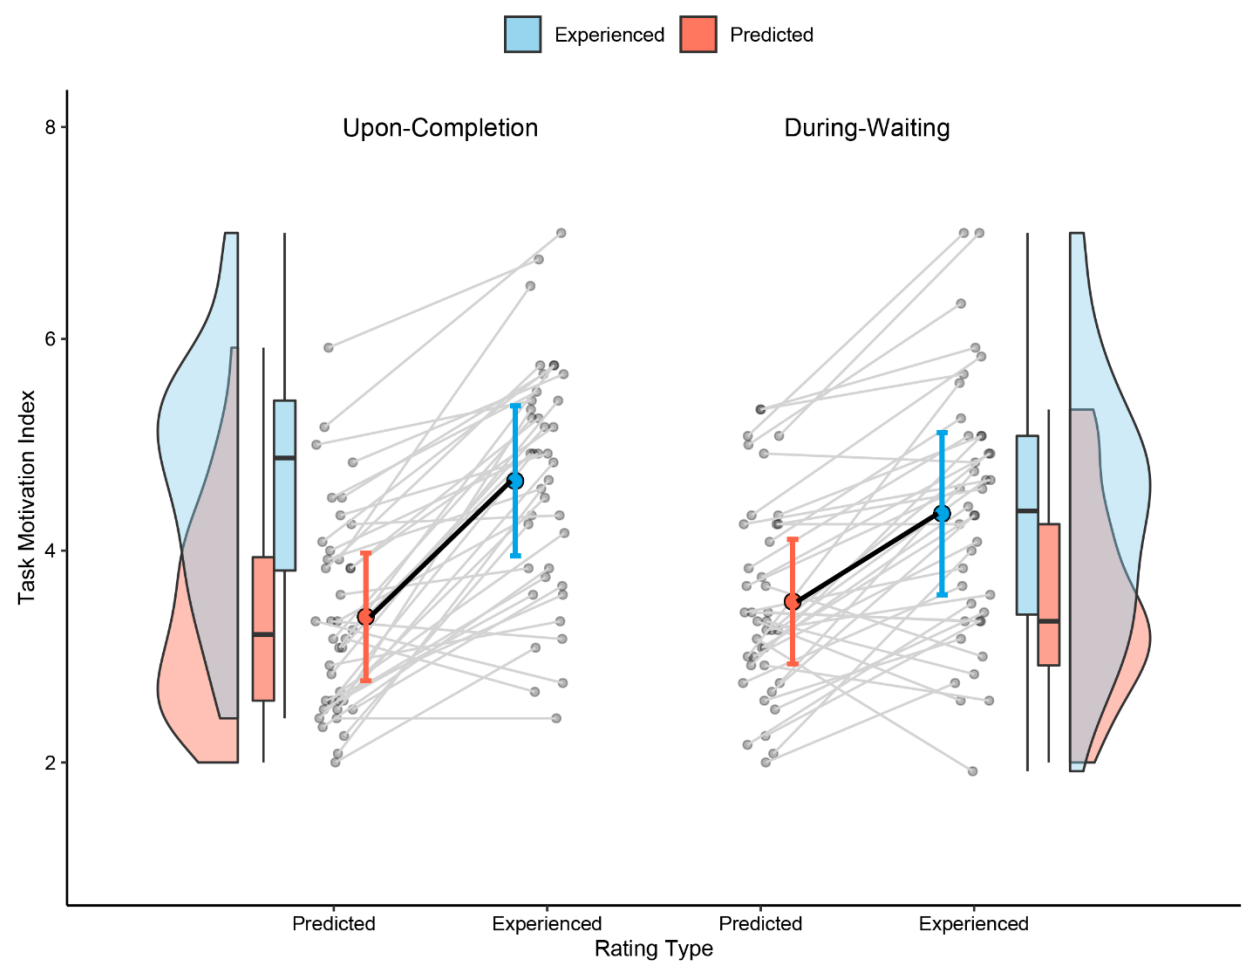 Experienced Predicted
Upon-Completion During-Waiting
8
6
4
2
Task Motivation Index
Predicted Experienced Predicted Experienced
Rating Type